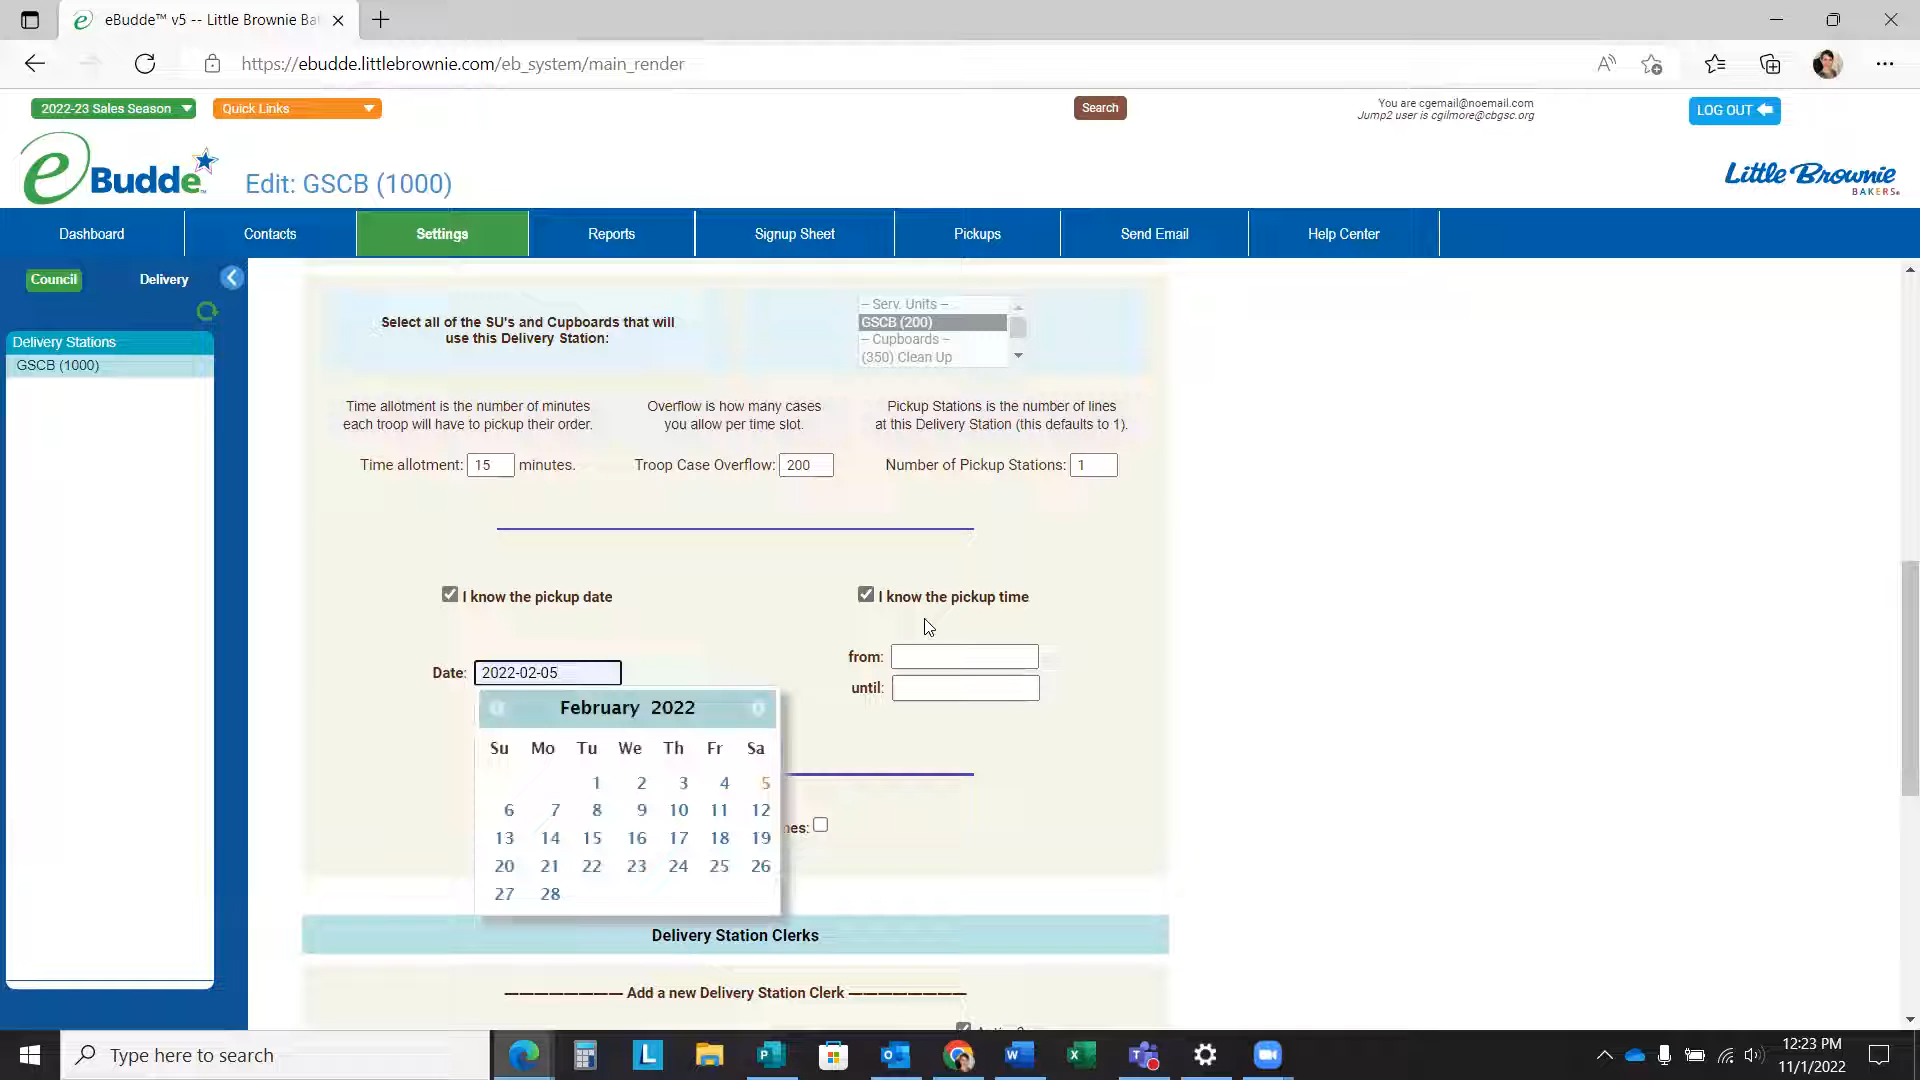 eBudde™ v5 -- Little Brownie Ba
https://ebudde.littlebrownie.com/eb_system/main_render
2022-23 Sales Season
Quick Links
Search
You are cgemail@noemail.com
Jump2 user is cgilmore@cbgsc.org
LOG OUT
eBudde
Edit: GSCB (1000)
Little Brownie
BAKERS
Dashboard
Contacts
Settings
Reports
Signup Sheet
Pickups
Send Email
Help Center
Council
Delivery
Delivery Stations
GSCB (1000)
Select all of the SU's and Cupboards that will
use this Delivery Station:
-- Serv. Units --
GSCB (200)
-- Cupboards --
(350) Clean Up
Time allotment is the number of minutes
each troop will have to pickup their order.
Overflow is how many cases
you allow per time slot.
Pickup Stations is the number of lines
at this Delivery Station (this defaults to 1).
Time allotment: 15 minutes.
Troop Case Overflow: 200
Number of Pickup Stations: 1
I know the pickup date
I know the pickup time
Date: 2022-02-05
from:
until:
February 2022
Su Mo Tu We Th Fr Sa
1 2 3 4 5
6 7 8 9 10 11 12
13 14 15 16 17 18 19
20 21 22 23 24 25 26
27 28
Delivery Station Clerks
Add a new Delivery Station Clerk
Type here to search
12:23 PM
11/1/2022